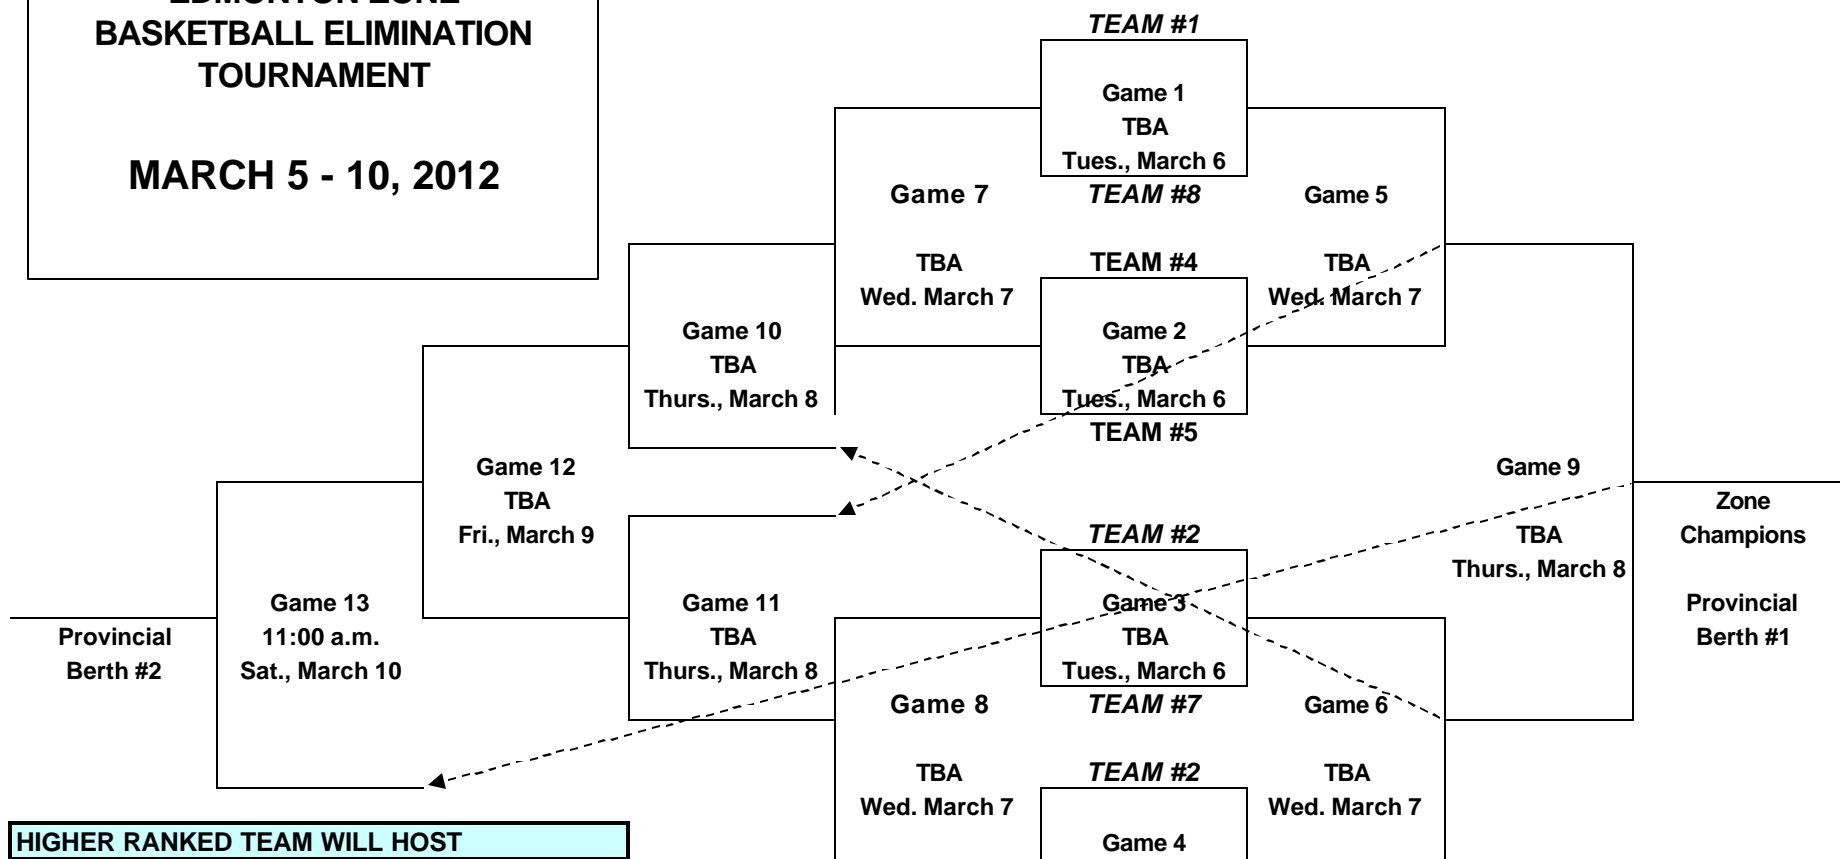 EDMONTON ZONE
BASKETBALL ELIMINATION
TOURNAMENT
MARCH 5 - 10, 2012
TEAM #1
Game 1
TBA
Tues., March 6
TEAM #8
Game 7
TBA
Wed. March 7
Game 5
TBA
Wed. March 7
TEAM #4
Game 2
TBA
Tues., March 6
TEAM #5
Game 10
TBA
Thurs., March 8
Game 12
TBA
Fri., March 9
Game 9
TBA
Thurs., March 8
Zone
Champions
Provincial
Berth #1
TEAM #2
Game 3
TBA
Tues., March 6
TEAM #7
Game 13
11:00 a.m.
Sat., March 10
Provincial
Berth #2
Game 11
TBA
Thurs., March 8
Game 8
TBA
Wed. March 7
Game 6
TBA
Wed. March 7
TEAM #2
Game 4
HIGHER RANKED TEAM WILL HOST